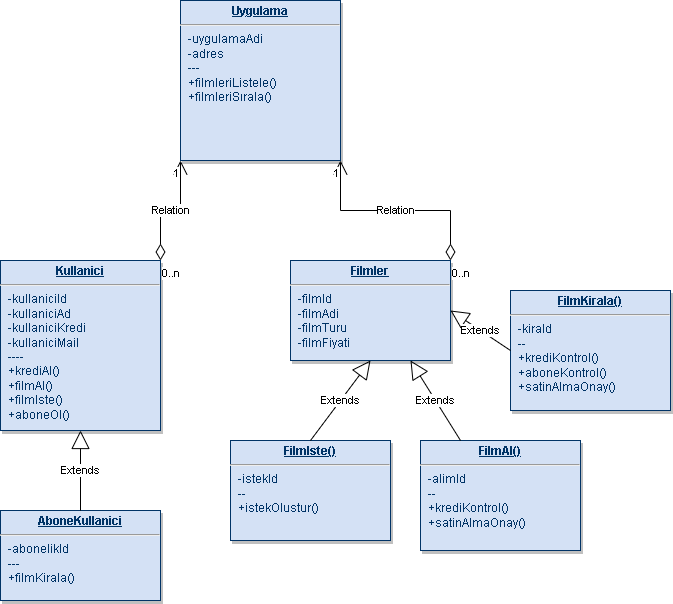 Uygulama
-uygulamaAdi
-adres
---
+filmleriListele()
+filmleriSırala()
1
1
Relation
Relation
0..n
0..n
Kullanici
-kullaniciId
-kullaniciAd
-kullaniciKredi
-kullaniciMail
----
+krediAl()
+filmAl()
+filmIste()
+aboneOl()
Filmler
-filmId
-filmAdi
-filmTuru
-filmFiyati
FilmKirala()
-kiraId
--
+krediKontrol()
+aboneKontrol()
+satinAlmaOnay()
Extends
Extends
Extends
Extends
FilmIste()
-istekId
--
+istekOlustur()
FilmAl()
-alimId
--
+krediKontrol()
+satinAlmaOnay()
AboneKullanici
-abonelikId
---
+filmKirala()